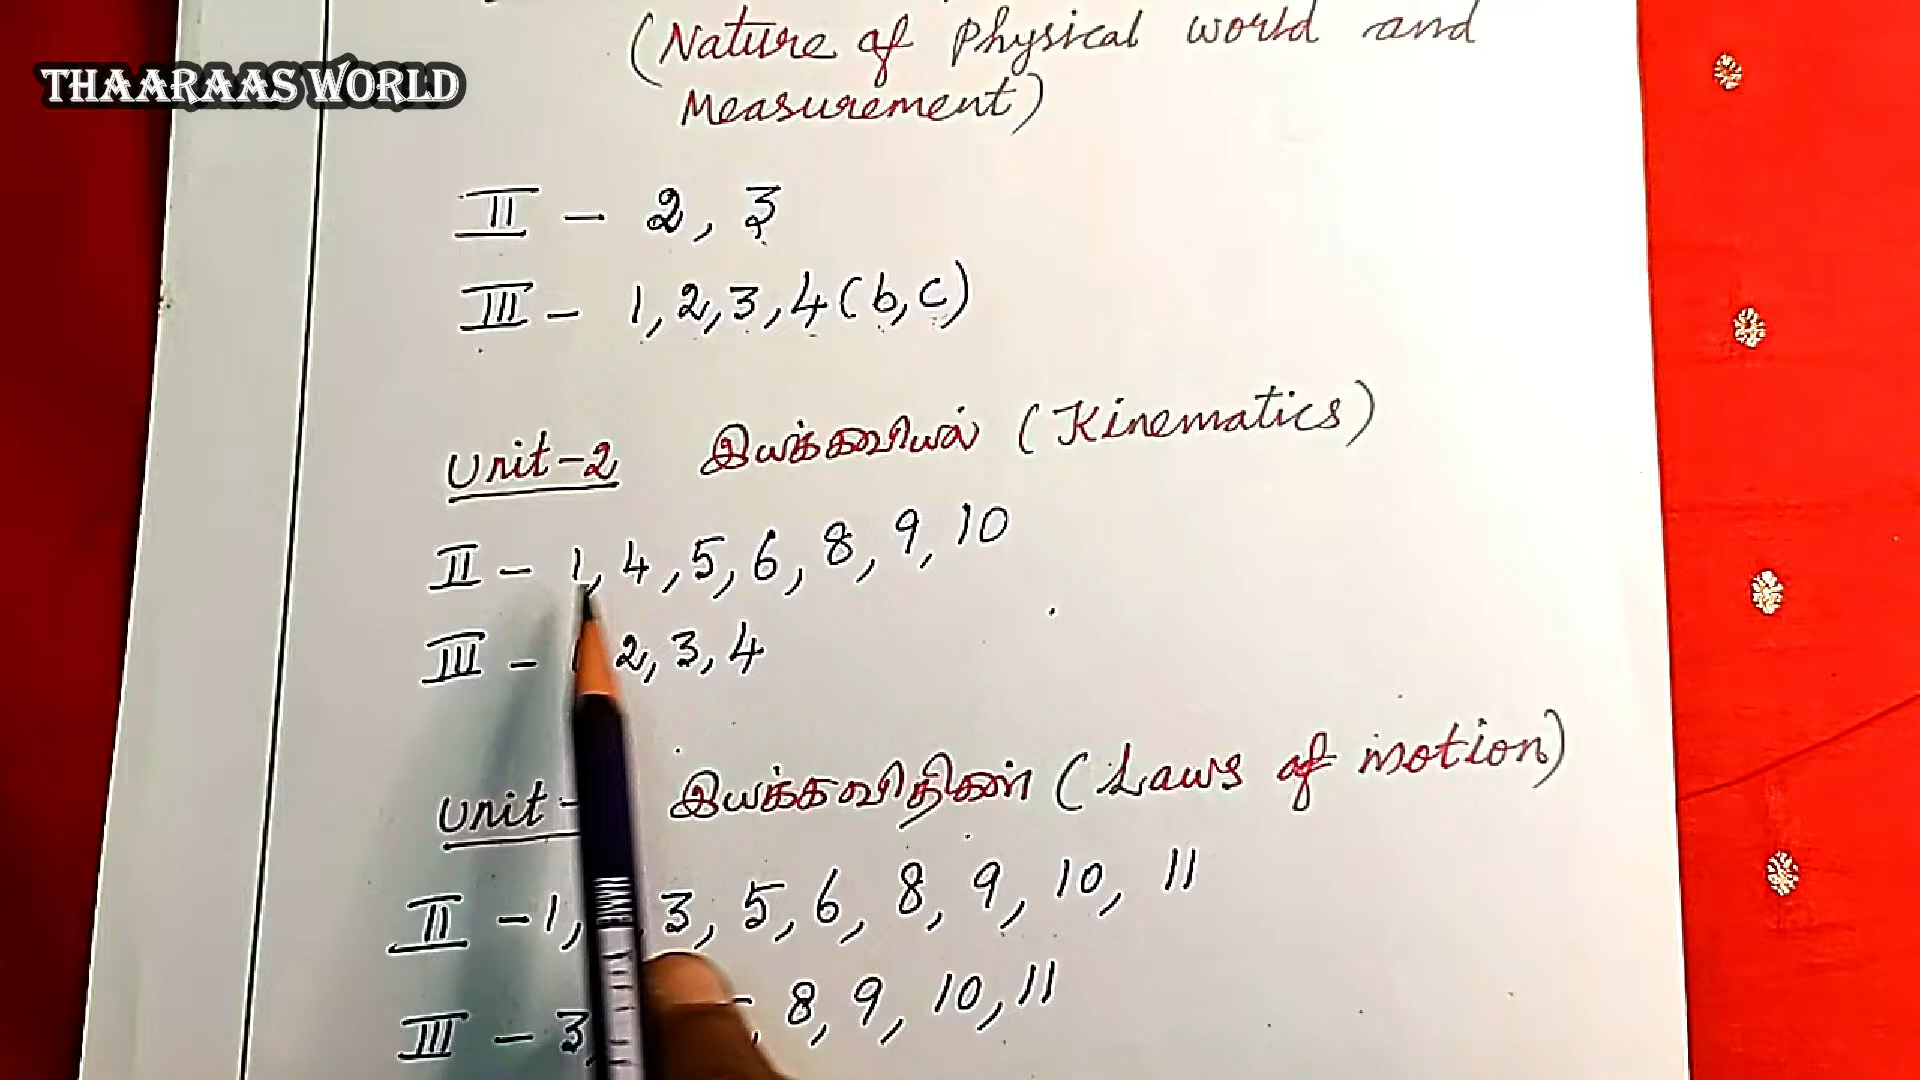 (Nature of Physical world and
THAARAAS WORLD
Measurement)
II - 2, 3
III - 1, 2, 3, 4 (b, c)
Unit-2 இயக்கவியல் (Kinematics)
II - 1, 4, 5, 6, 8, 9, 10
III - 2, 3, 4
Unit- இயக்கவிதிகள் (Laws of motion)
II - 1, 3, 5, 6, 8, 9, 10, 11
III - 3, 8, 9, 10, 11
NAME